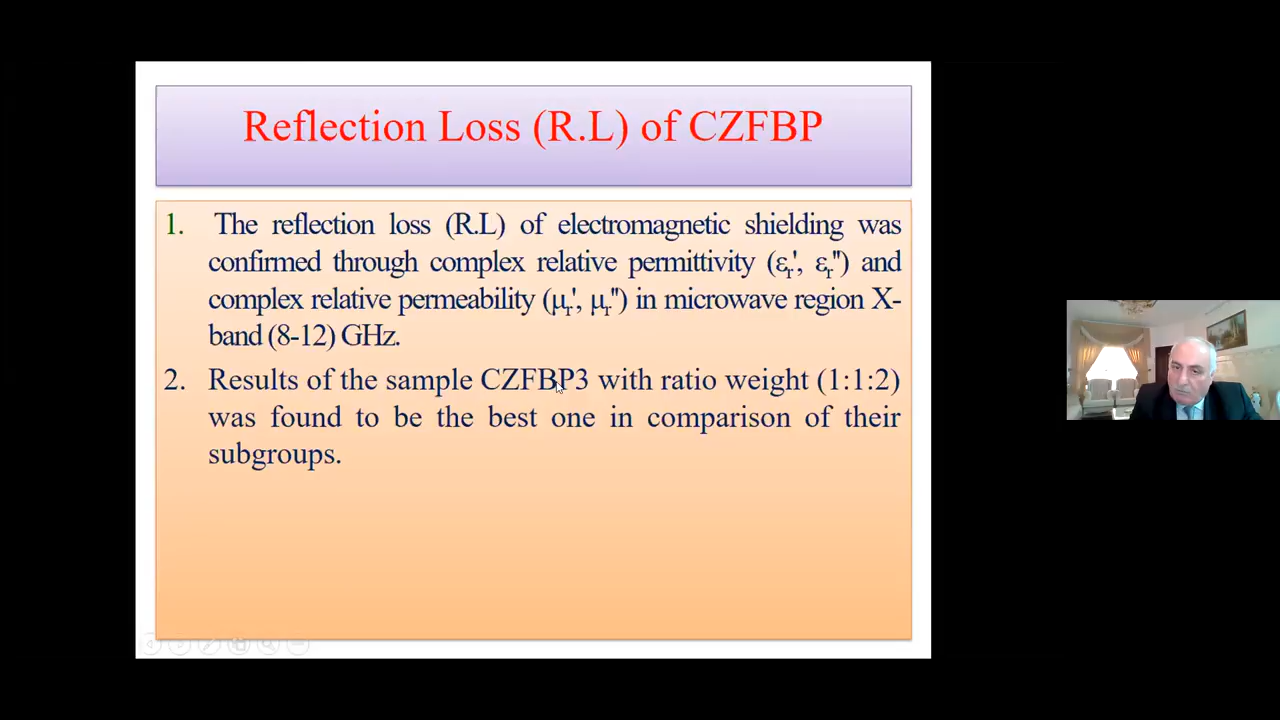 Reflection Loss (R.L) of CZFBP
1. The reflection loss (R.L) of electromagnetic shielding was
confirmed through complex relative permittivity (εr', εr") and
complex relative permeability (μr', μr") in microwave region X-
band (8-12) GHz.
2. Results of the sample CZFBP3 with ratio weight (1:1:2)
was found to be the best one in comparison of their
subgroups.